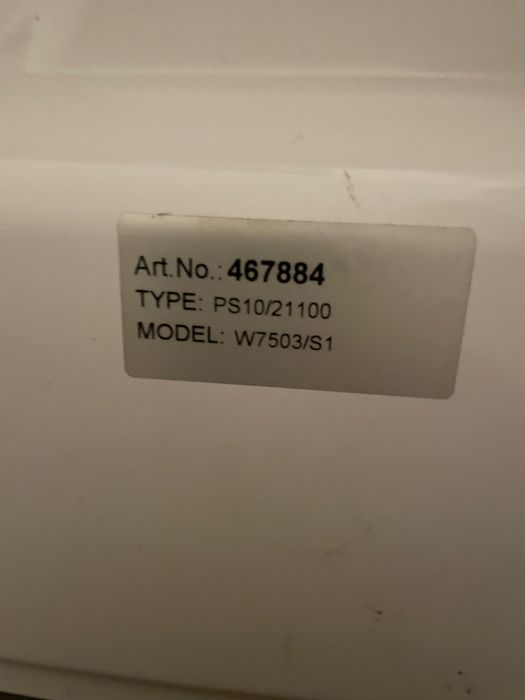 Art.No.: 467884
TYPE: PS10/21100
MODEL: W7503/S1